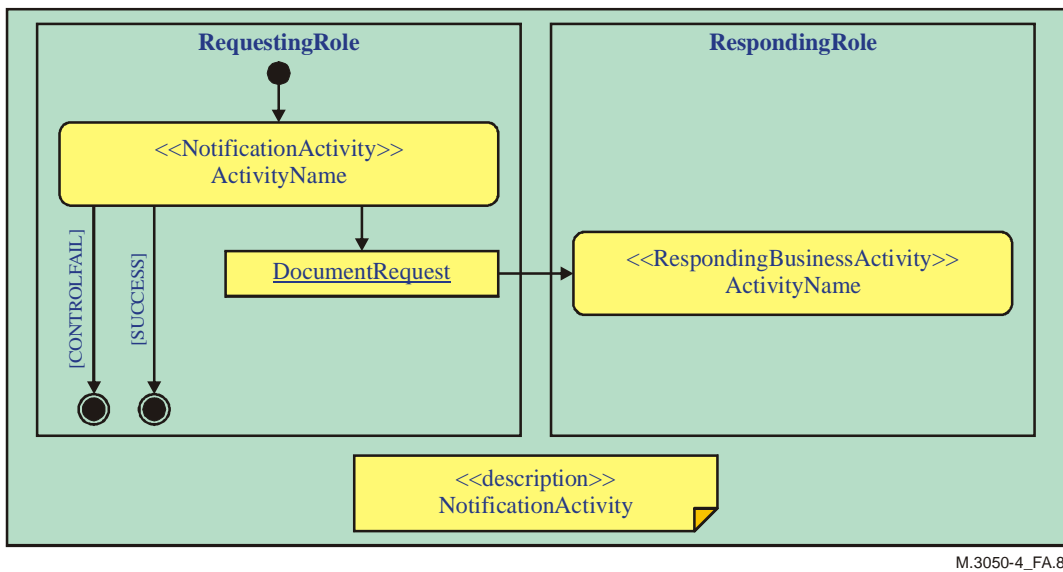 RequestingRole
RespondingRole
<<NotificationActivity>>
ActivityName
[CONTROLFAIL]
[SUCCESS]
DocumentRequest
<<RespondingBusinessActivity>>
ActivityName
<<description>>
NotificationActivity
M.3050-4_FA.8